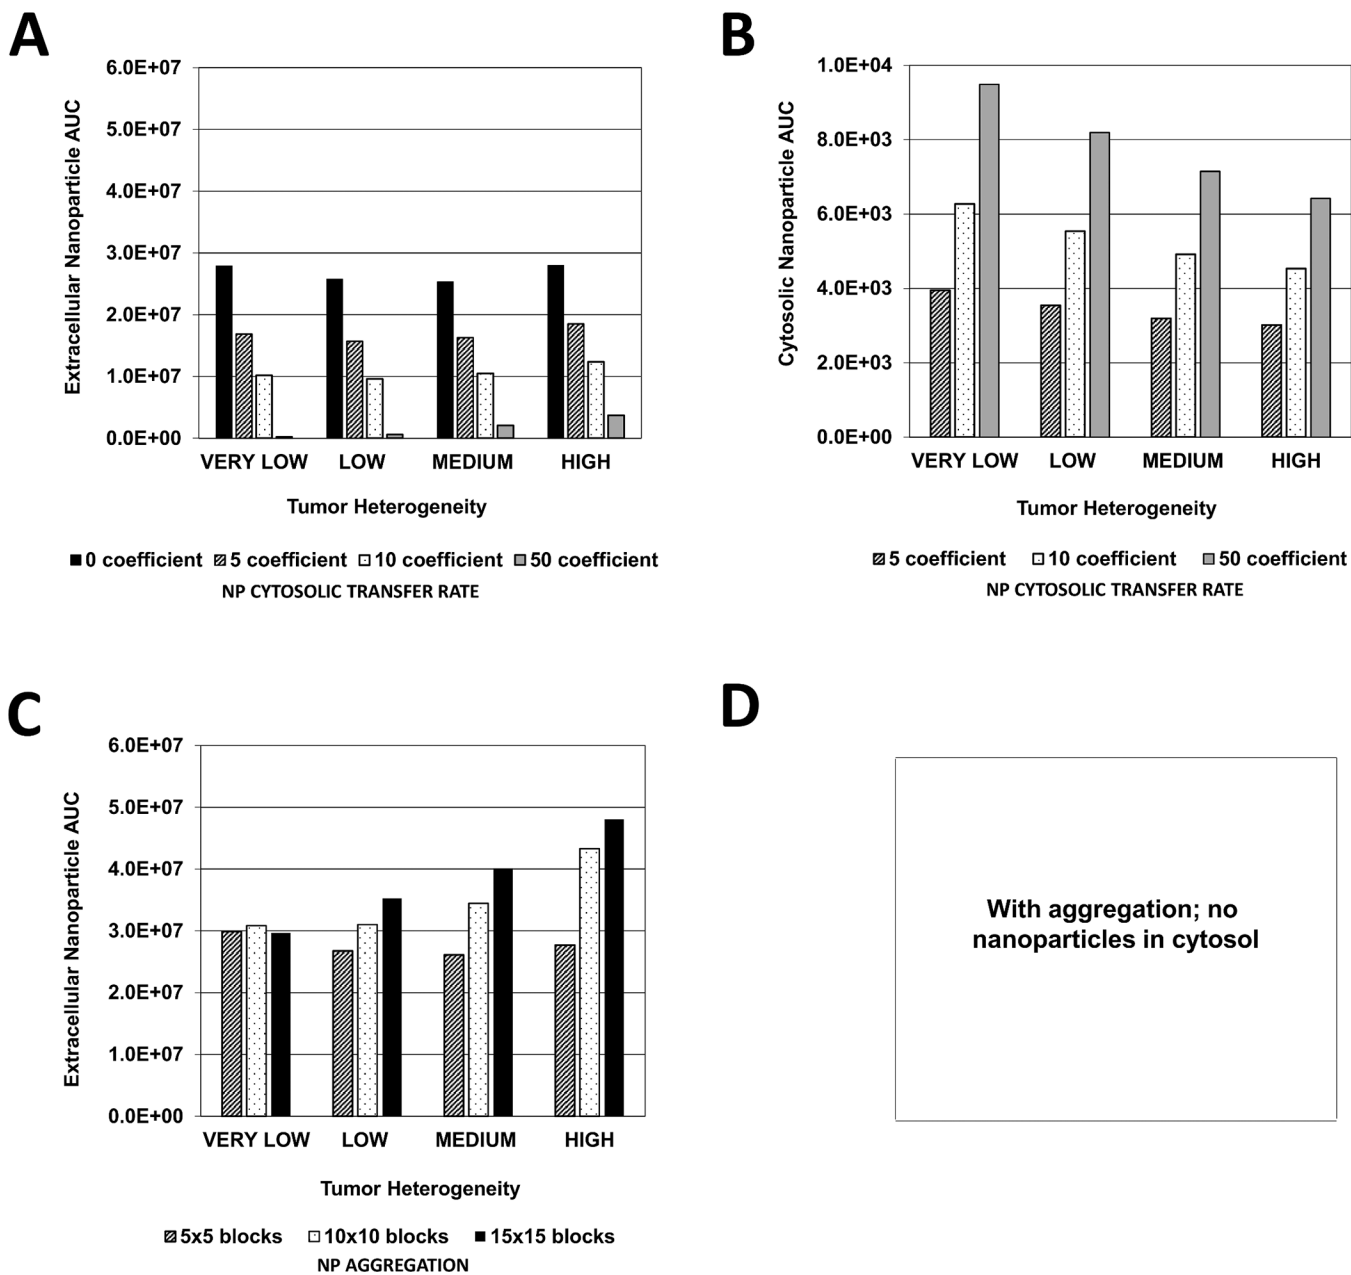 A
Extracellular Nanoparticle AUC
6.0E+07
5.0E+07
4.0E+07
3.0E+07
2.0E+07
1.0E+07
0.0E+00
VERY LOW LOW MEDIUM HIGH
Tumor Heterogeneity
0 coefficient 5 coefficient 10 coefficient 50 coefficient
NP CYTOSOLIC TRANSFER RATE
B
Cytosolic Nanoparticle AUC
1.0E+04
8.0E+03
6.0E+03
4.0E+03
2.0E+03
0.0E+00
VERY LOW LOW MEDIUM HIGH
Tumor Heterogeneity
5 coefficient 10 coefficient 50 coefficient
NP CYTOSOLIC TRANSFER RATE
C
Extracellular Nanoparticle AUC
6.0E+07
5.0E+07
4.0E+07
3.0E+07
2.0E+07
1.0E+07
0.0E+00
VERY LOW LOW MEDIUM HIGH
Tumor Heterogeneity
5x5 blocks 10x10 blocks 15x15 blocks
NP AGGREGATION
D
With aggregation; no
nanoparticles in cytosol